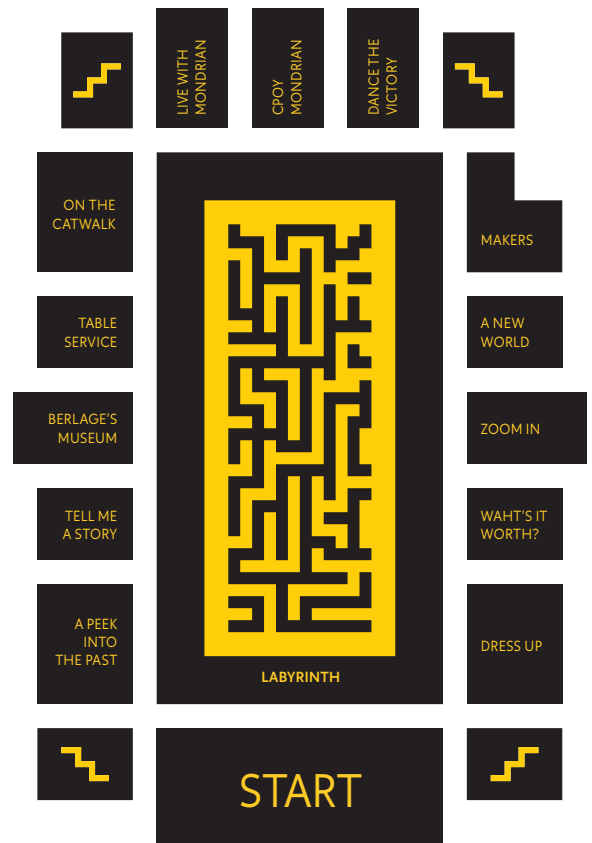 LIVE WITH
MONDRIAN
CPOY
MONDRIAN
DANCE THE
VICTORY
ON THE
CATWALK
MAKERS
TABLE
SERVICE
A NEW
WORLD
BERLAGE'S
MUSEUM
ZOOM IN
TELL ME
A STORY
WAHT'S IT
WORTH?
A PEEK
INTO
THE PAST
DRESS UP
LABYRINTH
START